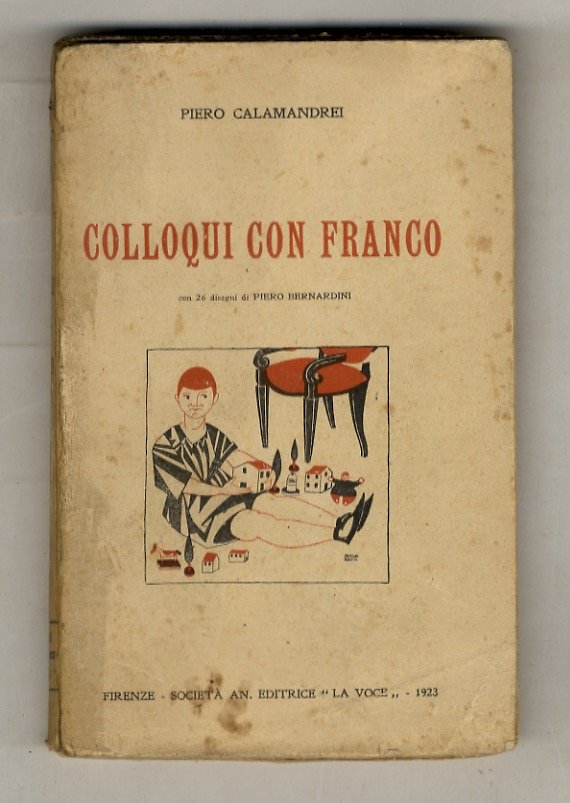 PIERO CALAMANDREI
COLLOQUI CON FRANCO
con 26 disegni di PIERO BERNARDINI
FIRENZE - SOCIETÀ AN. EDITRICE “ LA VOCE „ - 1923